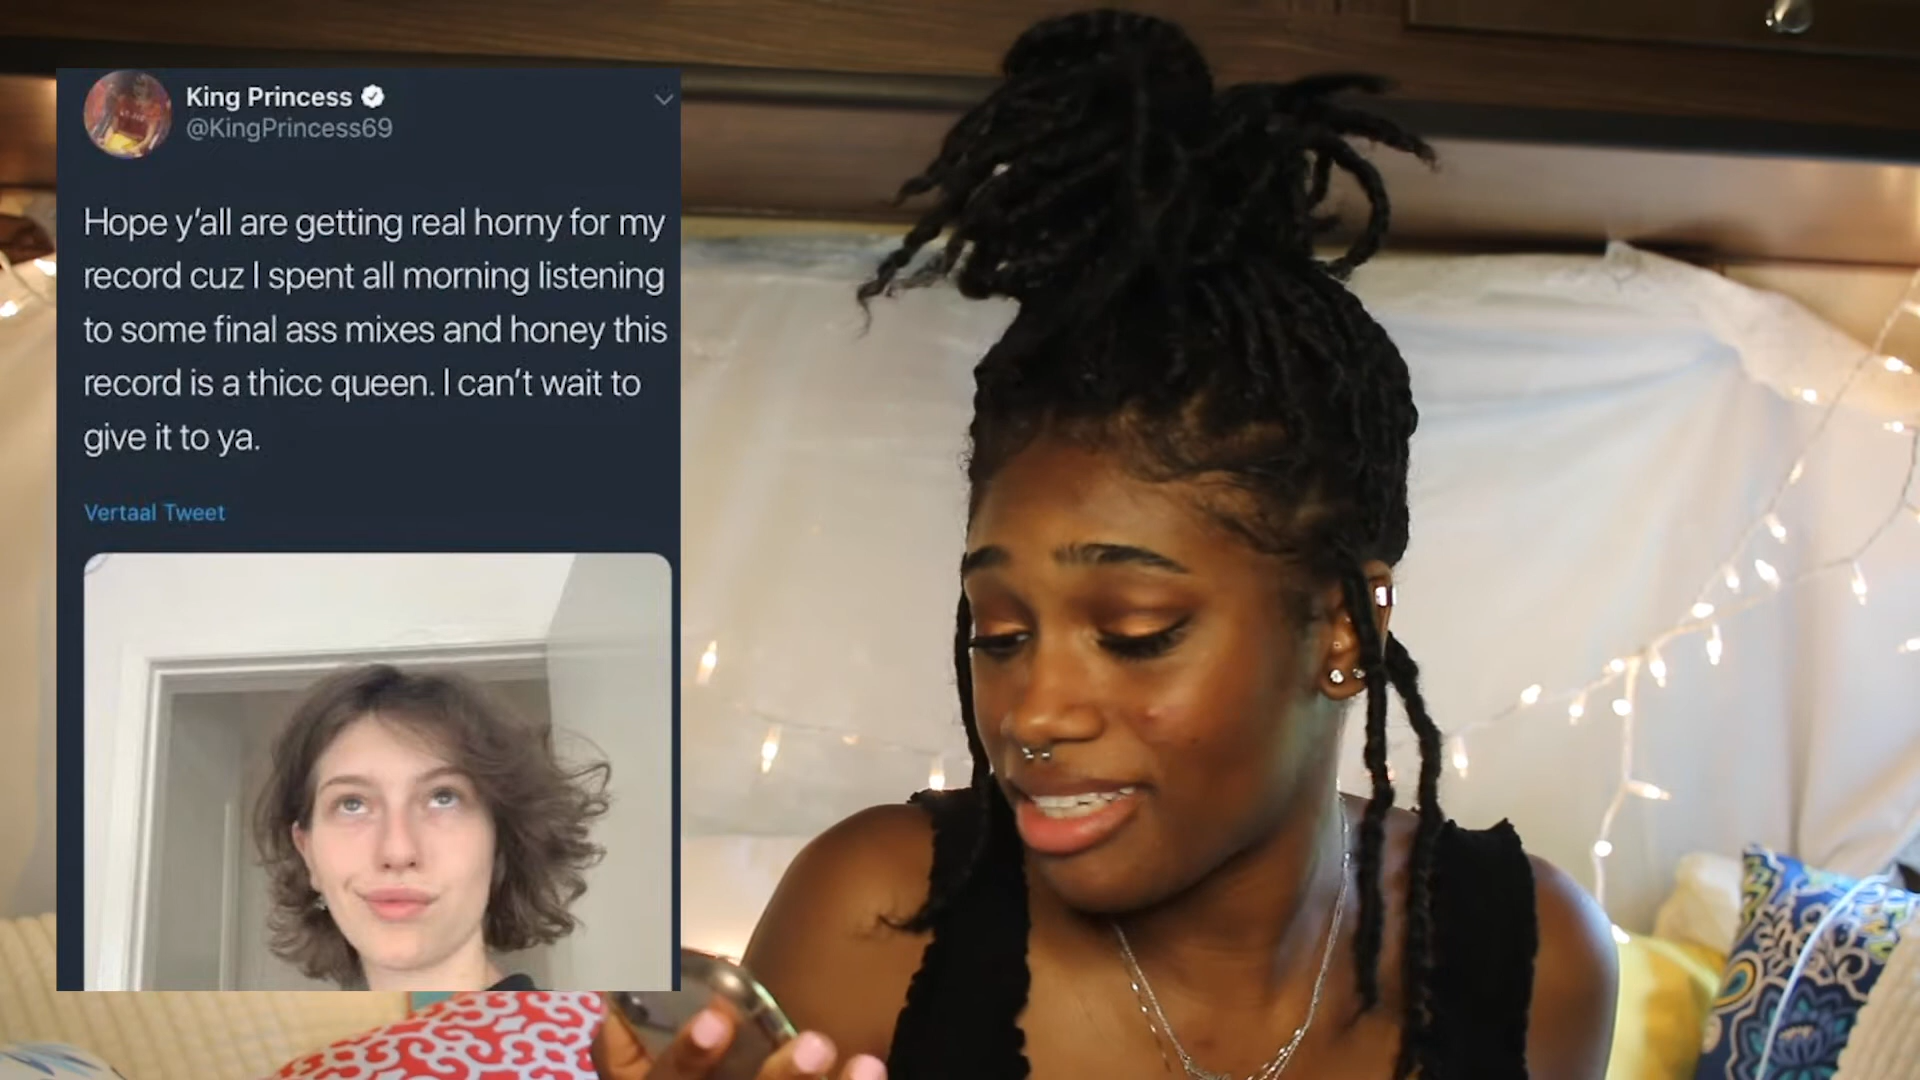 King Princess
@KingPrincess69
Hope y'all are getting real horny for my
record cuz I spent all morning listening
to some final ass mixes and honey this
record is a thicc queen. I can't wait to
give it to ya.
Vertaal Tweet